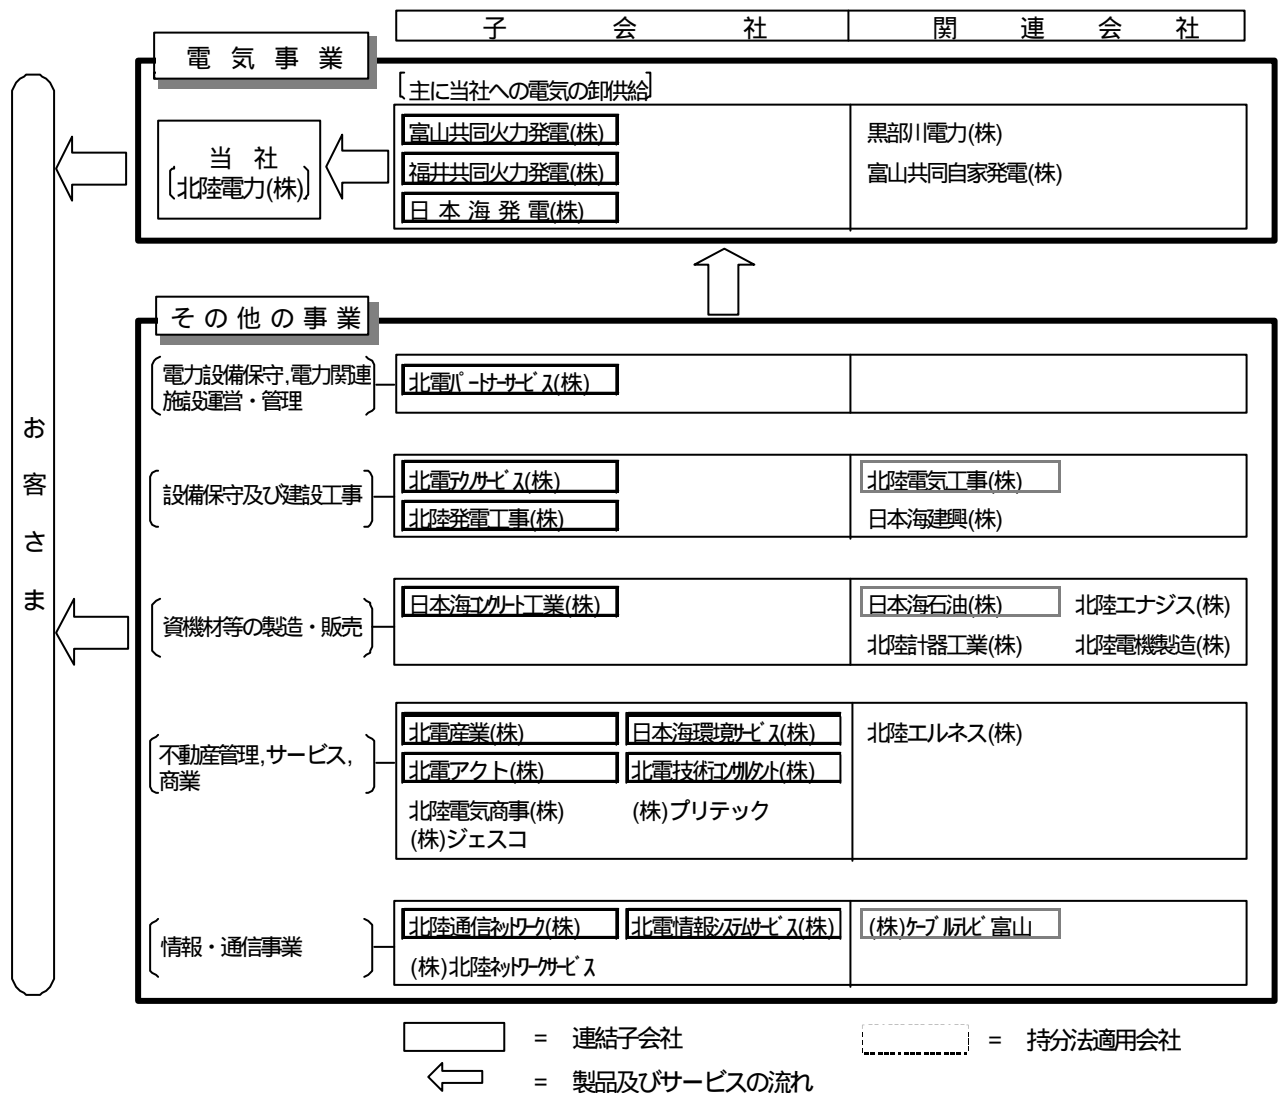 子会社 関連会社
電気事業
[主に当社への電気の卸供給]
当社
[北陸電力(株)]
富山共同火力発電(株)
福井共同火力発電(株)
日本海発電(株)
黒部川電力(株)
富山共同自家発電(株)
お客さま
その他の事業
電力設備保守,電力関連
施設運営・管理
北電パートナーサービス(株)
設備保守及び建設工事
北電テクノサービス(株)
北陸発電工事(株)
北陸電気工事(株)
日本海建興(株)
資機材等の製造・販売
日本海コンクリート工業(株)
日本海石油(株) 北陸エナジス(株)
北陸計器工業(株) 北陸電機製造(株)
不動産管理,サービス,
商業
北電産業(株) 日本海環境サービス(株)
北電アクト(株) 北電技術コンサルタント(株)
北陸電気商事(株) (株)プリテック
(株)ジェスコ
北陸エルネス(株)
情報・通信事業
北陸通信ネットワーク(株) 北電情報システムサービス(株)
(株)北陸ネットワークサービス
(株)ケーブルテレビ富山
= 連結子会社
= 持分法適用会社
= 製品及びサービスの流れ